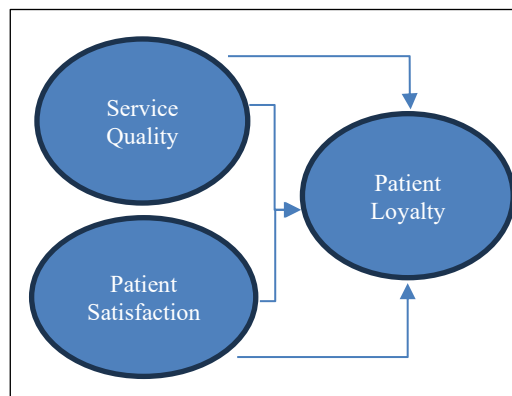 Service
Quality
Patient
Loyalty
Patient
Satisfaction